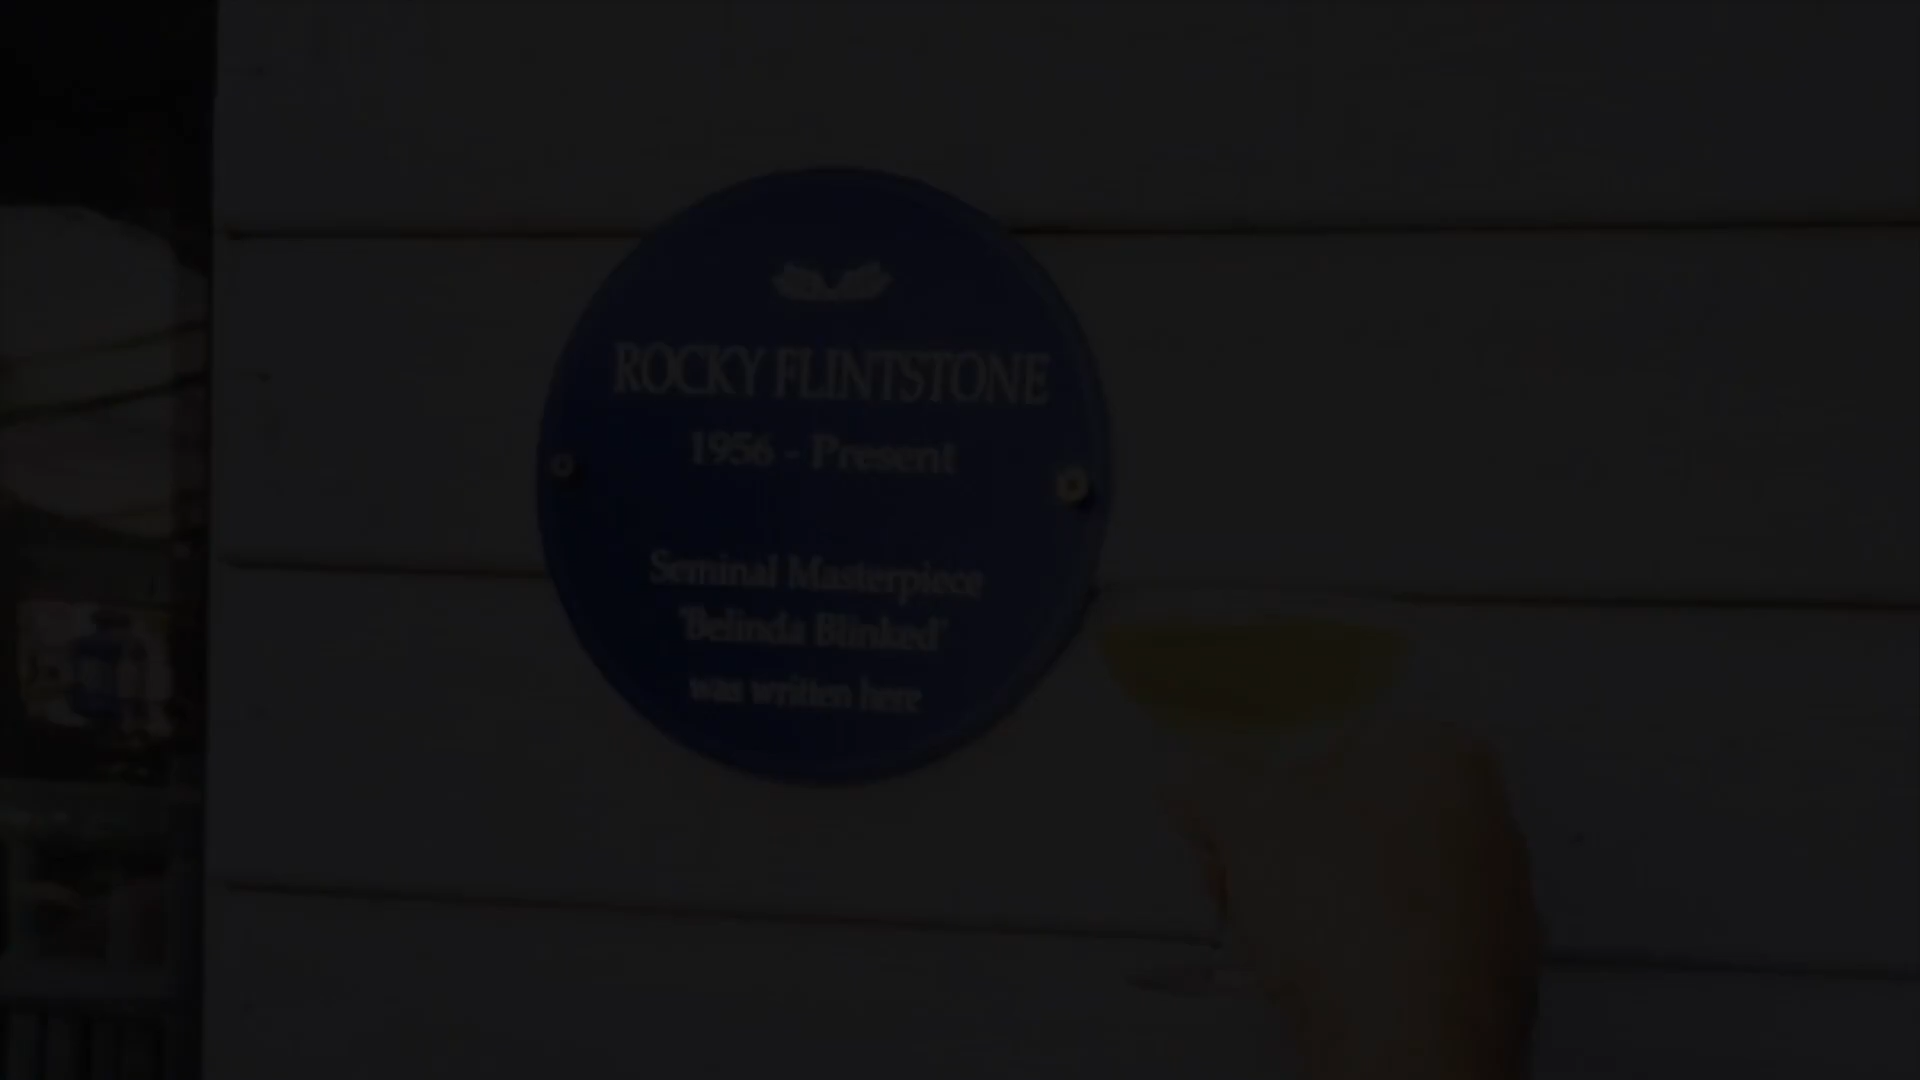 ROCKY FLINTSTONE
1956 - Present
Seminal Masterpiece
'Belinda Blinked'
was written here